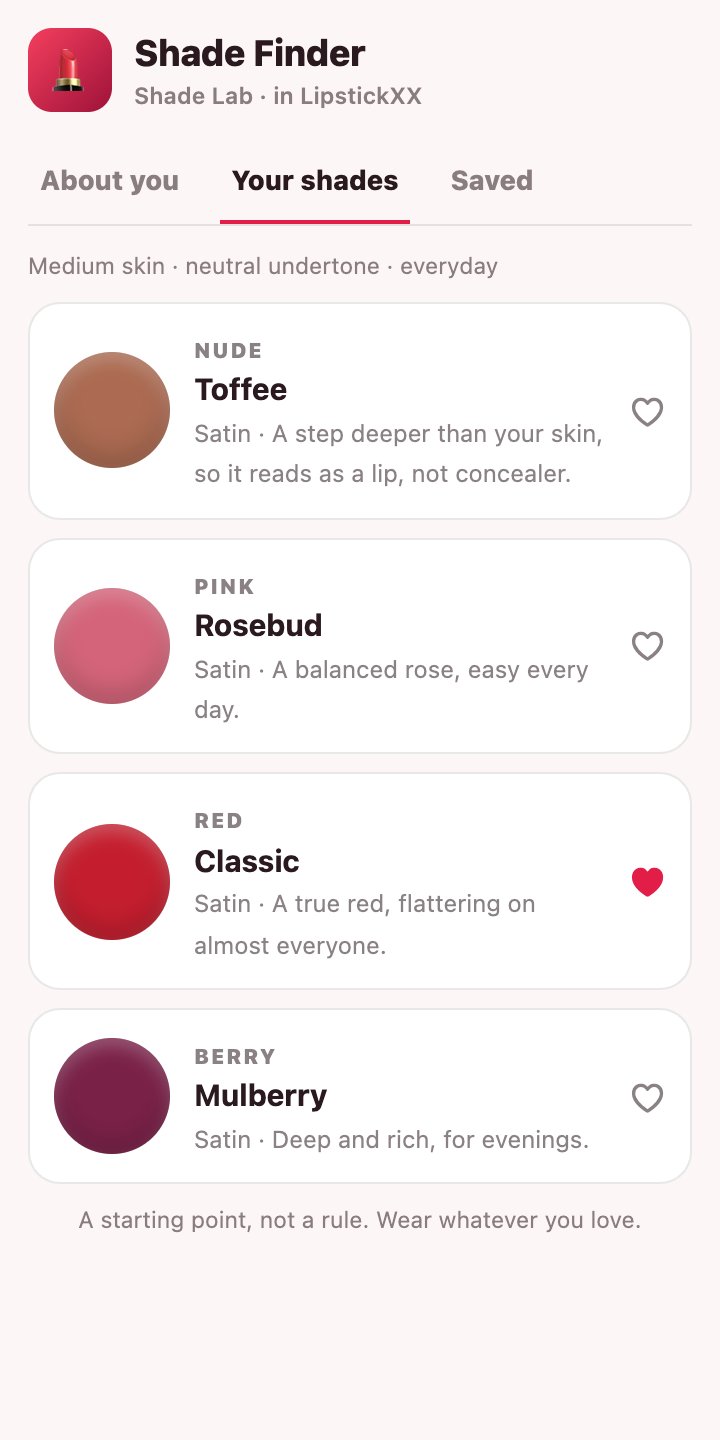 Shade Finder
Shade Lab · in LipstickXX
About you
Your shades
Saved
Medium skin · neutral undertone · everyday
NUDE
Toffee
Satin · A step deeper than your skin,
so it reads as a lip, not concealer.
PINK
Rosebud
Satin · A balanced rose, easy every
day.
RED
Classic
Satin · A true red, flattering on
almost everyone.
BERRY
Mulberry
Satin · Deep and rich, for evenings.
A starting point, not a rule. Wear whatever you love.